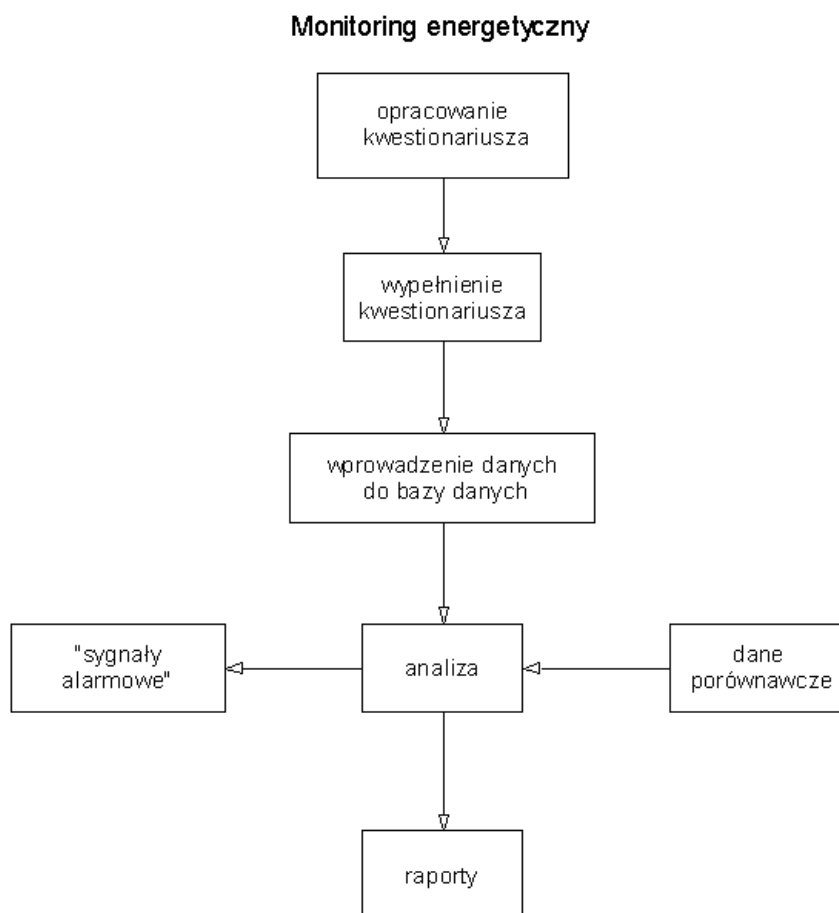 Monitoring energetyczny
opracowanie
kwestionariusza
wypełnienie
kwestionariusza
wprowadzenie danych
do bazy danych
"sygnały
alarmowe"
analiza
dane
porównawcze
raporty